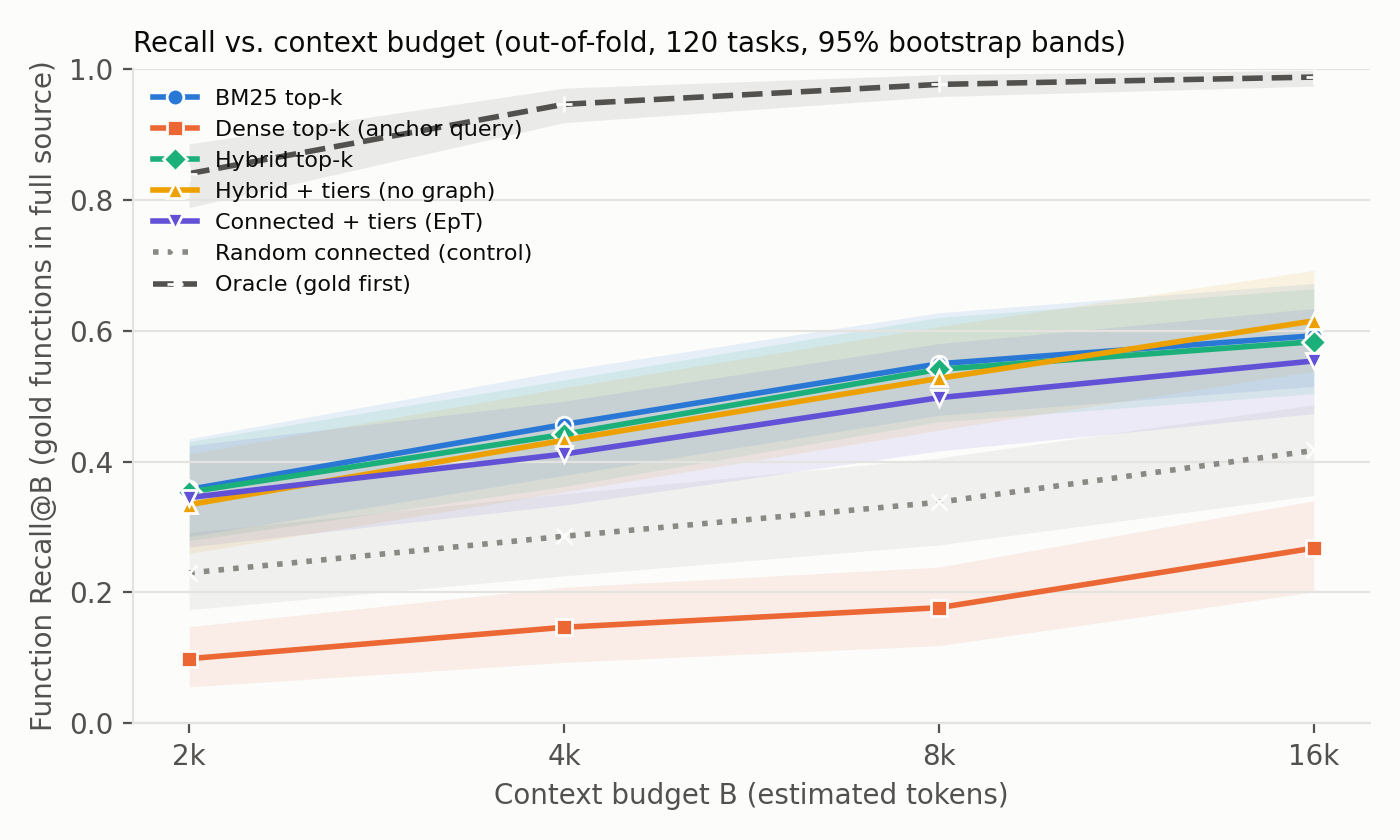 Recall vs. context budget (out-of-fold, 120 tasks, 95% bootstrap bands)
Function Recall@B (gold functions in full source)
1.0
0.8
0.6
0.4
0.2
0.0
BM25 top-k
Dense top-k (anchor query)
Hybrid top-k
Hybrid + tiers (no graph)
Connected + tiers (EpT)
Random connected (control)
Oracle (gold first)
2k
4k
8k
16k
Context budget B (estimated tokens)